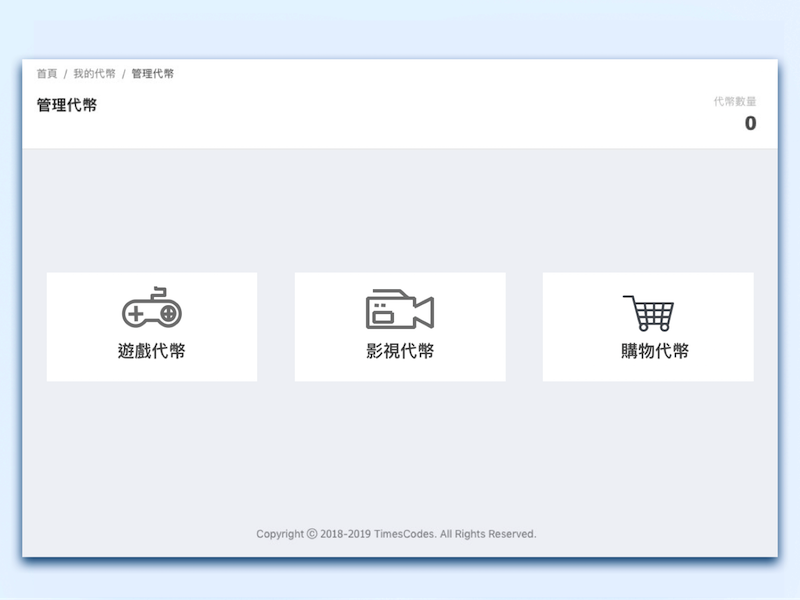 首頁 / 我的代幣 / 管理代幣
管理代幣
代幣數量
0
遊戲代幣
影視代幣
購物代幣
Copyright ⓒ 2018-2019 TimesCodes. All Rights Reserved.